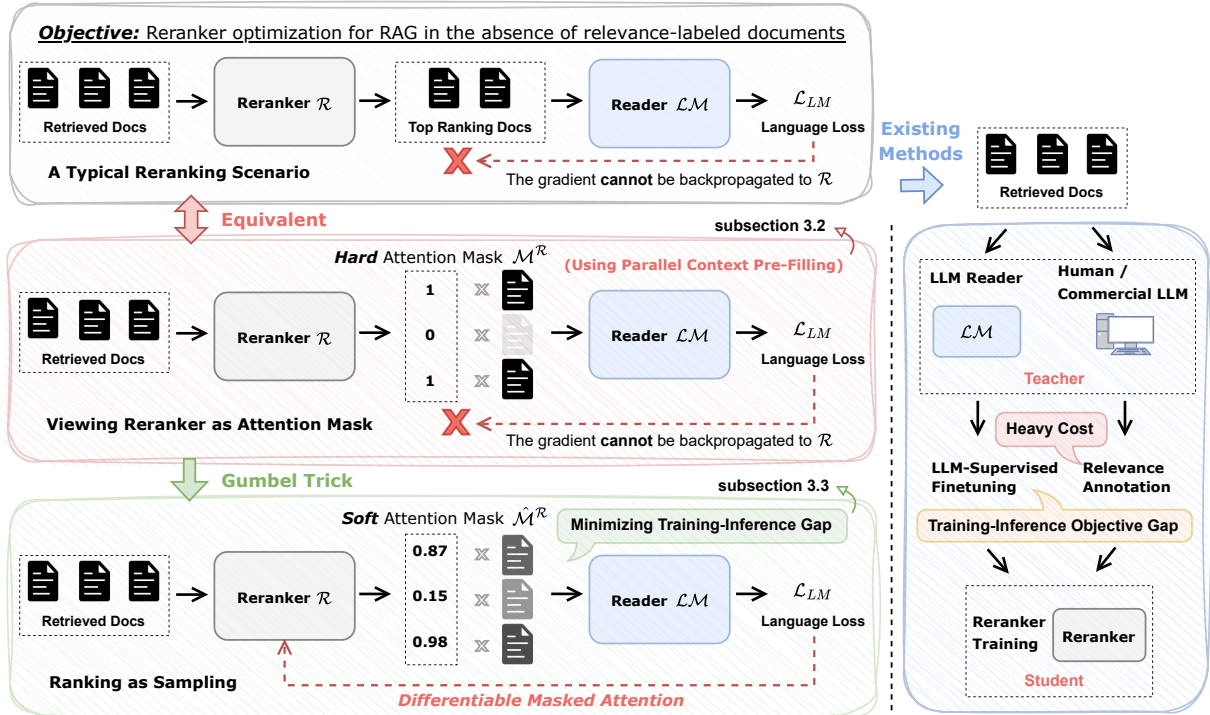 Objective: Reranker optimization for RAG in the absence of relevance-labeled documents
Retrieved Docs
Reranker ℛ
Top Ranking Docs
Reader ℒℳ
ℒ_{LM}
Language Loss
A Typical Reranking Scenario
X
The gradient cannot be backpropagated to ℛ
Equivalent
subsection 3.2
Hard Attention Mask ℳ^ℛ
(Using Parallel Context Pre-Filling)
Retrieved Docs
Reranker ℛ
1 x
0 x
1 x
Reader ℒℳ
ℒ_{LM}
Language Loss
Viewing Reranker as Attention Mask
X
The gradient cannot be backpropagated to ℛ
Gumbel Trick
subsection 3.3
Soft Attention Mask ℳ̂^ℛ
Minimizing Training-Inference Gap
Retrieved Docs
Reranker ℛ
0.87 x
0.15 x
0.98 x
Reader ℒℳ
ℒ_{LM}
Language Loss
Ranking as Sampling
Differentiable Masked Attention
Existing
Methods
Retrieved Docs
LLM Reader
ℒℳ
Human /
Commercial LLM
Teacher
Heavy Cost
LLM-Supervised
Finetuning
Relevance
Annotation
Training-Inference Objective Gap
Reranker
Training
Reranker
Student